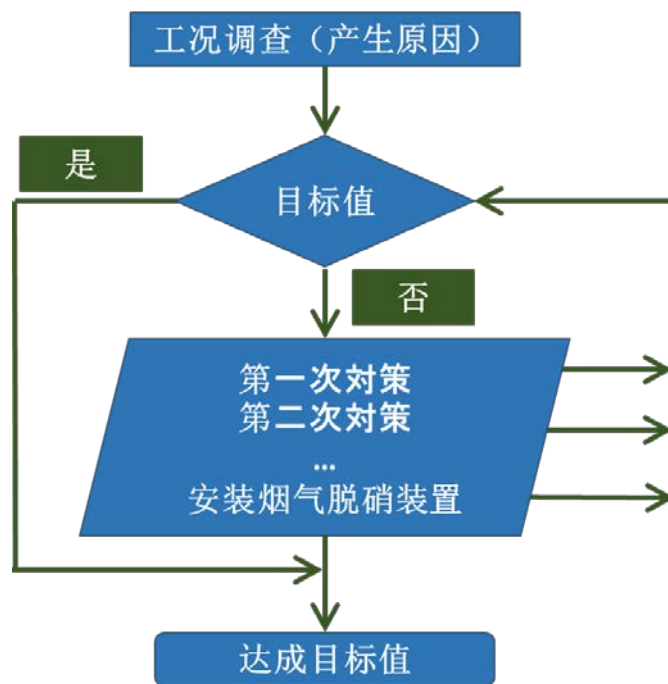 工况调查（产生原因）
是
目标值
否
第一次对策
第二次对策
...
安装烟气脱硝装置
达成目标值